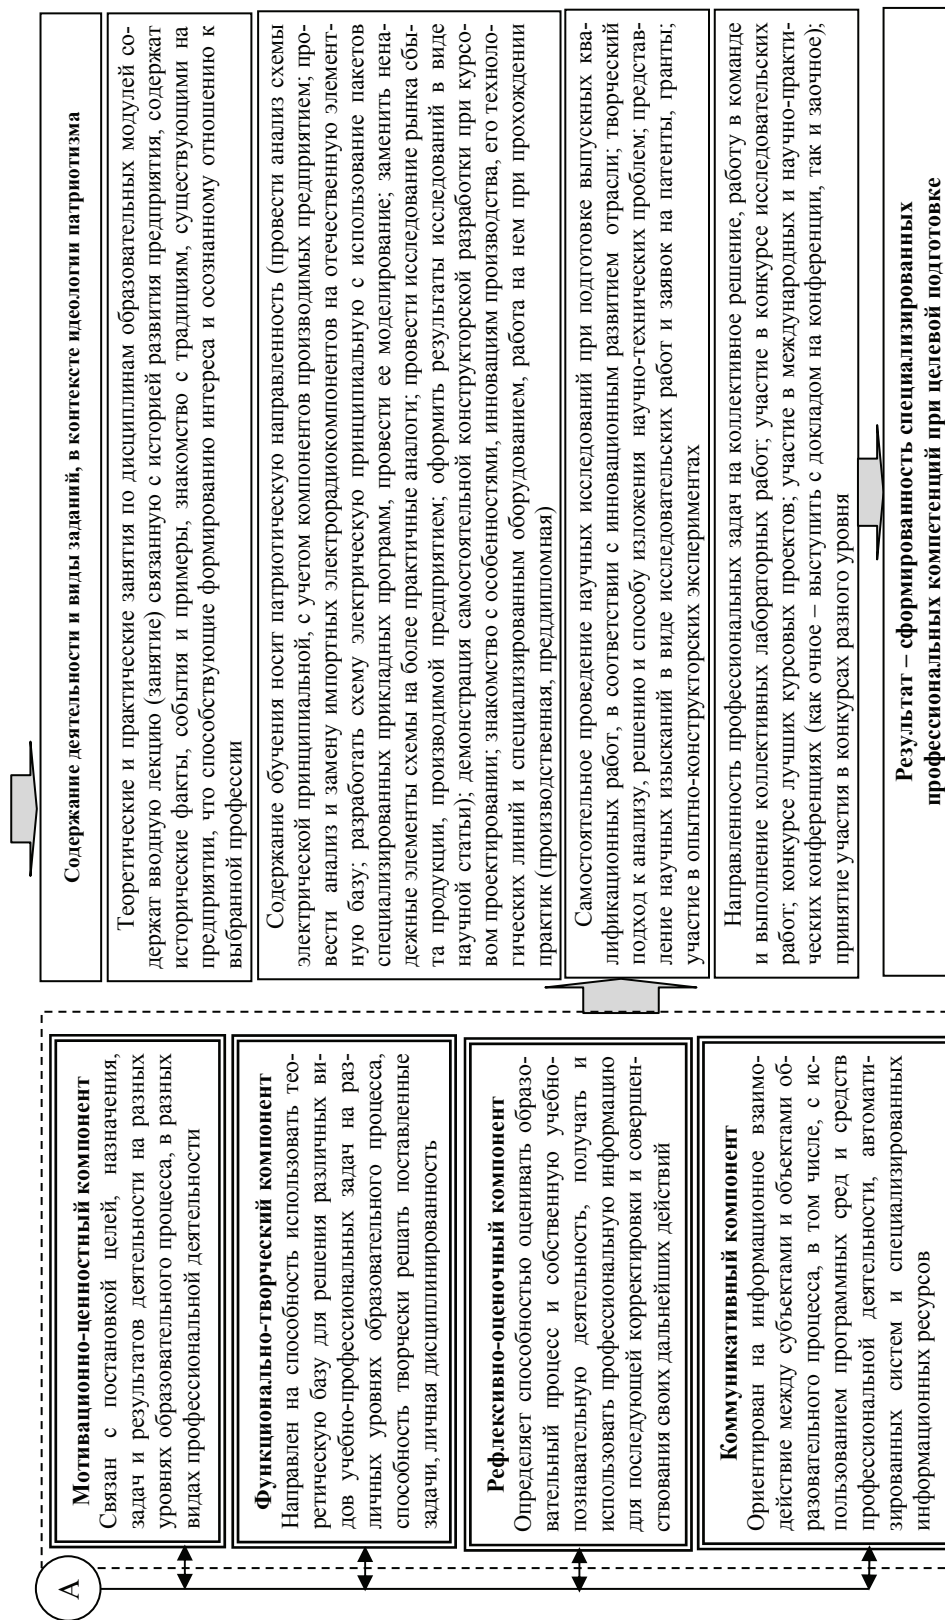 А
Мотивационно-ценностный компонент
Связан с постановкой целей, назначения,
задач и результатов деятельности на разных
уровнях образовательного процесса, в разных
видах профессиональной деятельности
Функционально-творческий компонент
Направлен на способность использовать тео-
ретическую базу для решения различных ви-
дов учебно-профессиональных задач на раз-
личных уровнях образовательного процесса,
способность творчески решать поставленные
задачи, личная дисциплинированность
Рефлексивно-оценочный компонент
Определяет способностью оценивать образо-
вательный процесс и собственную учебно-
познавательную деятельность, получать и
использовать профессиональную информацию
для последующей корректировки и совершен-
ствования своих дальнейших действий
Коммуникативный компонент
Ориентирован на информационное взаимо-
действие между субъектами и объектами об-
разовательного процесса, в том числе, с ис-
пользованием программных сред и средств
профессиональной деятельности, автомати-
зированных систем и специализированных
информационных ресурсов
Содержание деятельности и виды заданий, в контексте идеологии патриотизма
Теоретические и практические занятия по дисциплинам образовательных модулей со-
держат вводную лекцию (занятие) связанную с историей развития предприятия, содержат
исторические факты, события и примеры, знакомство с традициям, существующими на
предприятии, что способствующие формированию интереса и осознанному отношению к
выбранной профессии
Содержание обучения носит патриотическую направленность (провести анализ схемы
электрической принципиальной, с учетом компонентов производимых предприятием; про-
вести анализ и замену импортных электрорадиокомпонентов на отечественную элемент-
ную базу; разработать схему электрическую принципиальную с использование пакетов
специализированных прикладных программ, провести ее моделирование; заменить нена-
дежные элементы схемы на более практичные аналоги; провести исследование рынка сбы-
та продукции, производимой предприятием; оформить результаты исследований в виде
научной статьи); демонстрация самостоятельной конструкторской разработки при курсо-
вом проектировании; знакомство с особенностями, инновациям производства, его техноло-
гических линий и специализированным оборудованием, работа на нем при прохождении
практик (производственная, преддипломная)
Самостоятельное проведение научных исследований при подготовке выпускных ква-
лификационных работ, в соответствии с инновационным развитием отрасли; творческий
подход к анализу, решению и способу изложения научно-технических проблем; представ-
ление научных изысканий в виде исследовательских работ и заявок на патенты, гранты;
участие в опытно-конструкторских экспериментах
Направленность профессиональных задач на коллективное решение, работу в команде
и выполнение коллективных лабораторных работ; участие в конкурсе исследовательских
работ; конкурсе лучших курсовых проектов; участие в международных и научно-практи-
ческих конференциях (как очное – выступить с докладом на конференции, так и заочное);
принятие участия в конкурсах разного уровня
Результат – сформированность специализированных
профессиональных компетенций при целевой подготовке